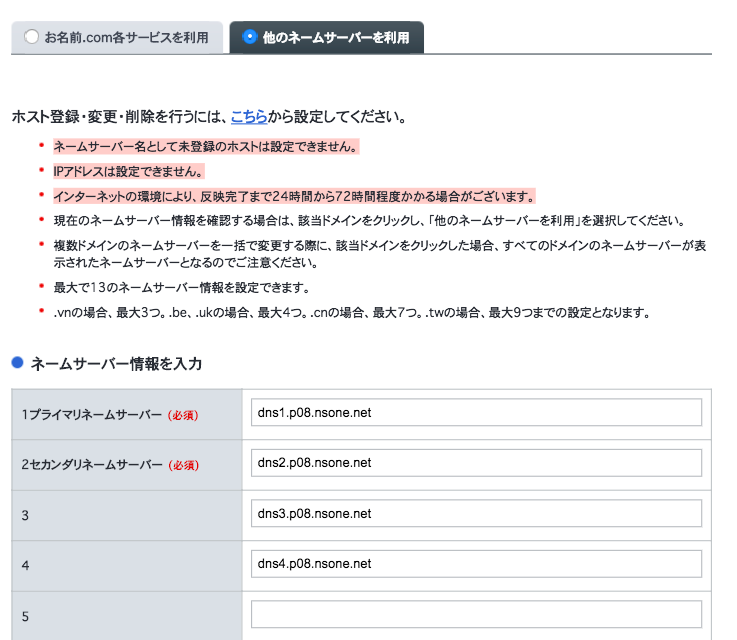 お名前.com各サービスを利用 他のネームサーバーを利用
ホスト登録・変更・削除を行うには、こちらから設定してください。
ネームサーバー名として未登録のホストは設定できません。
IPアドレスは設定できません。
インターネットの環境により、反映完了まで24時間から72時間程度かかる場合がございます。
現在のネームサーバー情報を確認する場合は、該当ドメインをクリックし、「他のネームサーバーを利用」を選択してください。
複数ドメインのネームサーバーを一括で変更する際に、該当ドメインをクリックした場合、すべてのドメインのネームサーバーが表
示されたネームサーバーとなるのでご注意ください。
最大で13のネームサーバー情報を設定できます。
.vnの場合、最大3つ。.be、.ukの場合、最大4つ。.cnの場合、最大7つ。.twの場合、最大9つまでの設定となります。
ネームサーバー情報を入力
1プライマリネームサーバー (必須) dns1.p08.nsone.net
2セカンダリネームサーバー (必須) dns2.p08.nsone.net
3 dns3.p08.nsone.net
4 dns4.p08.nsone.net
5